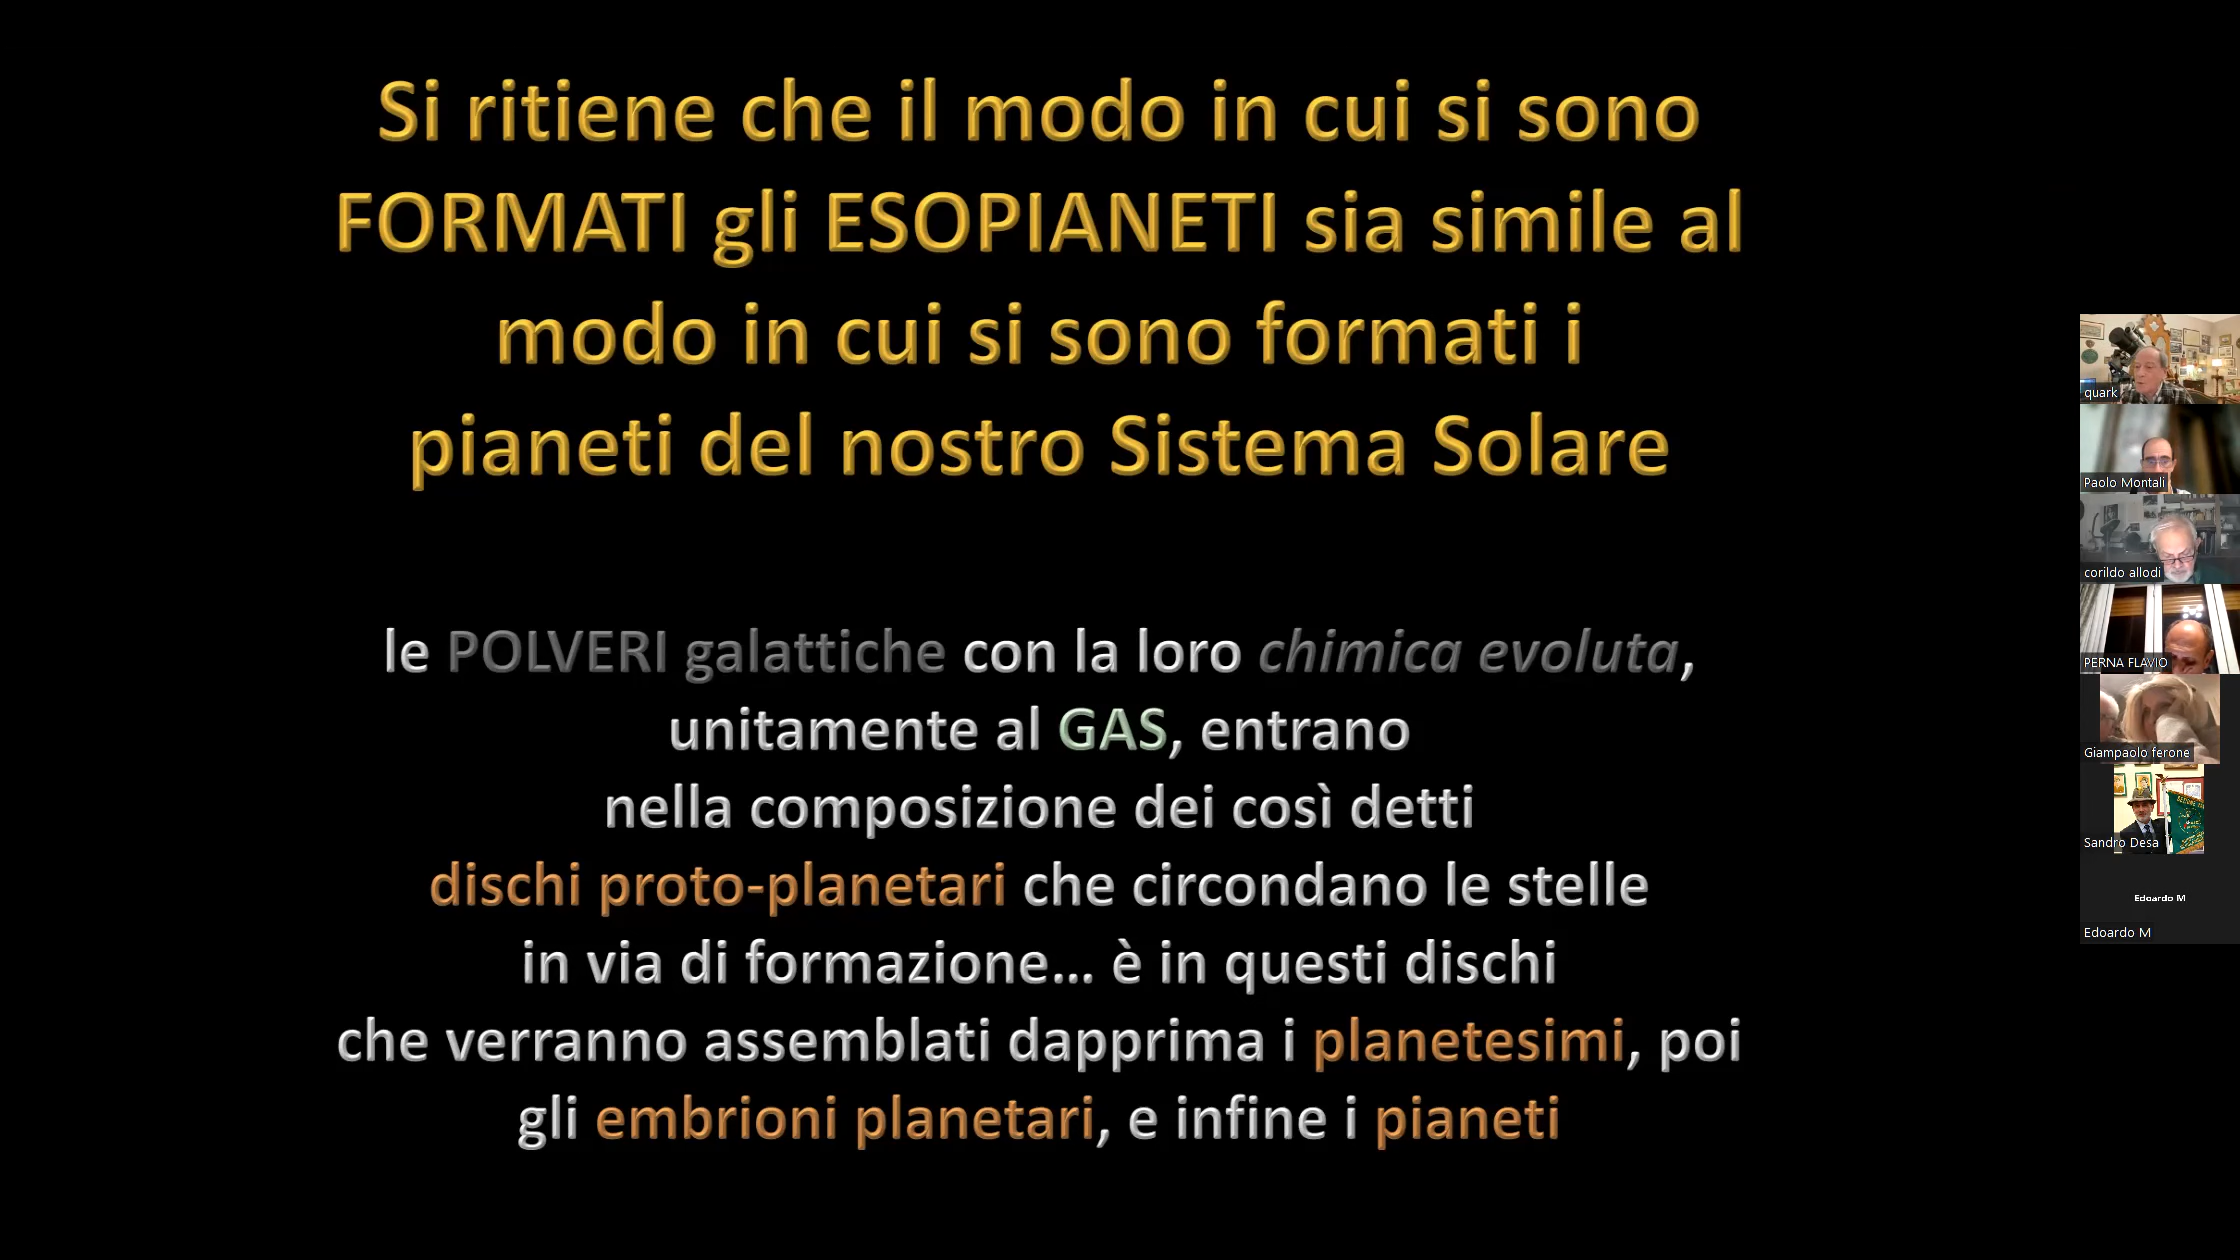 Si ritiene che il modo in cui si sono
FORMATI gli ESOPIANETI sia simile al
modo in cui si sono formati i
pianeti del nostro Sistema Solare
le POLVERI galattiche con la loro chimica evoluta,
unitamente al GAS, entrano
nella composizione dei così detti
dischi proto-planetari che circondano le stelle
in via di formazione... è in questi dischi
che verranno assemblati dapprima i planetesimi, poi
gli embrioni planetari, e infine i pianeti
quark
Paolo Montali
corildo allodi
PERNA FLAVIO
Giampaolo ferone
Sandro Desa
Edoardo M
Edoardo M